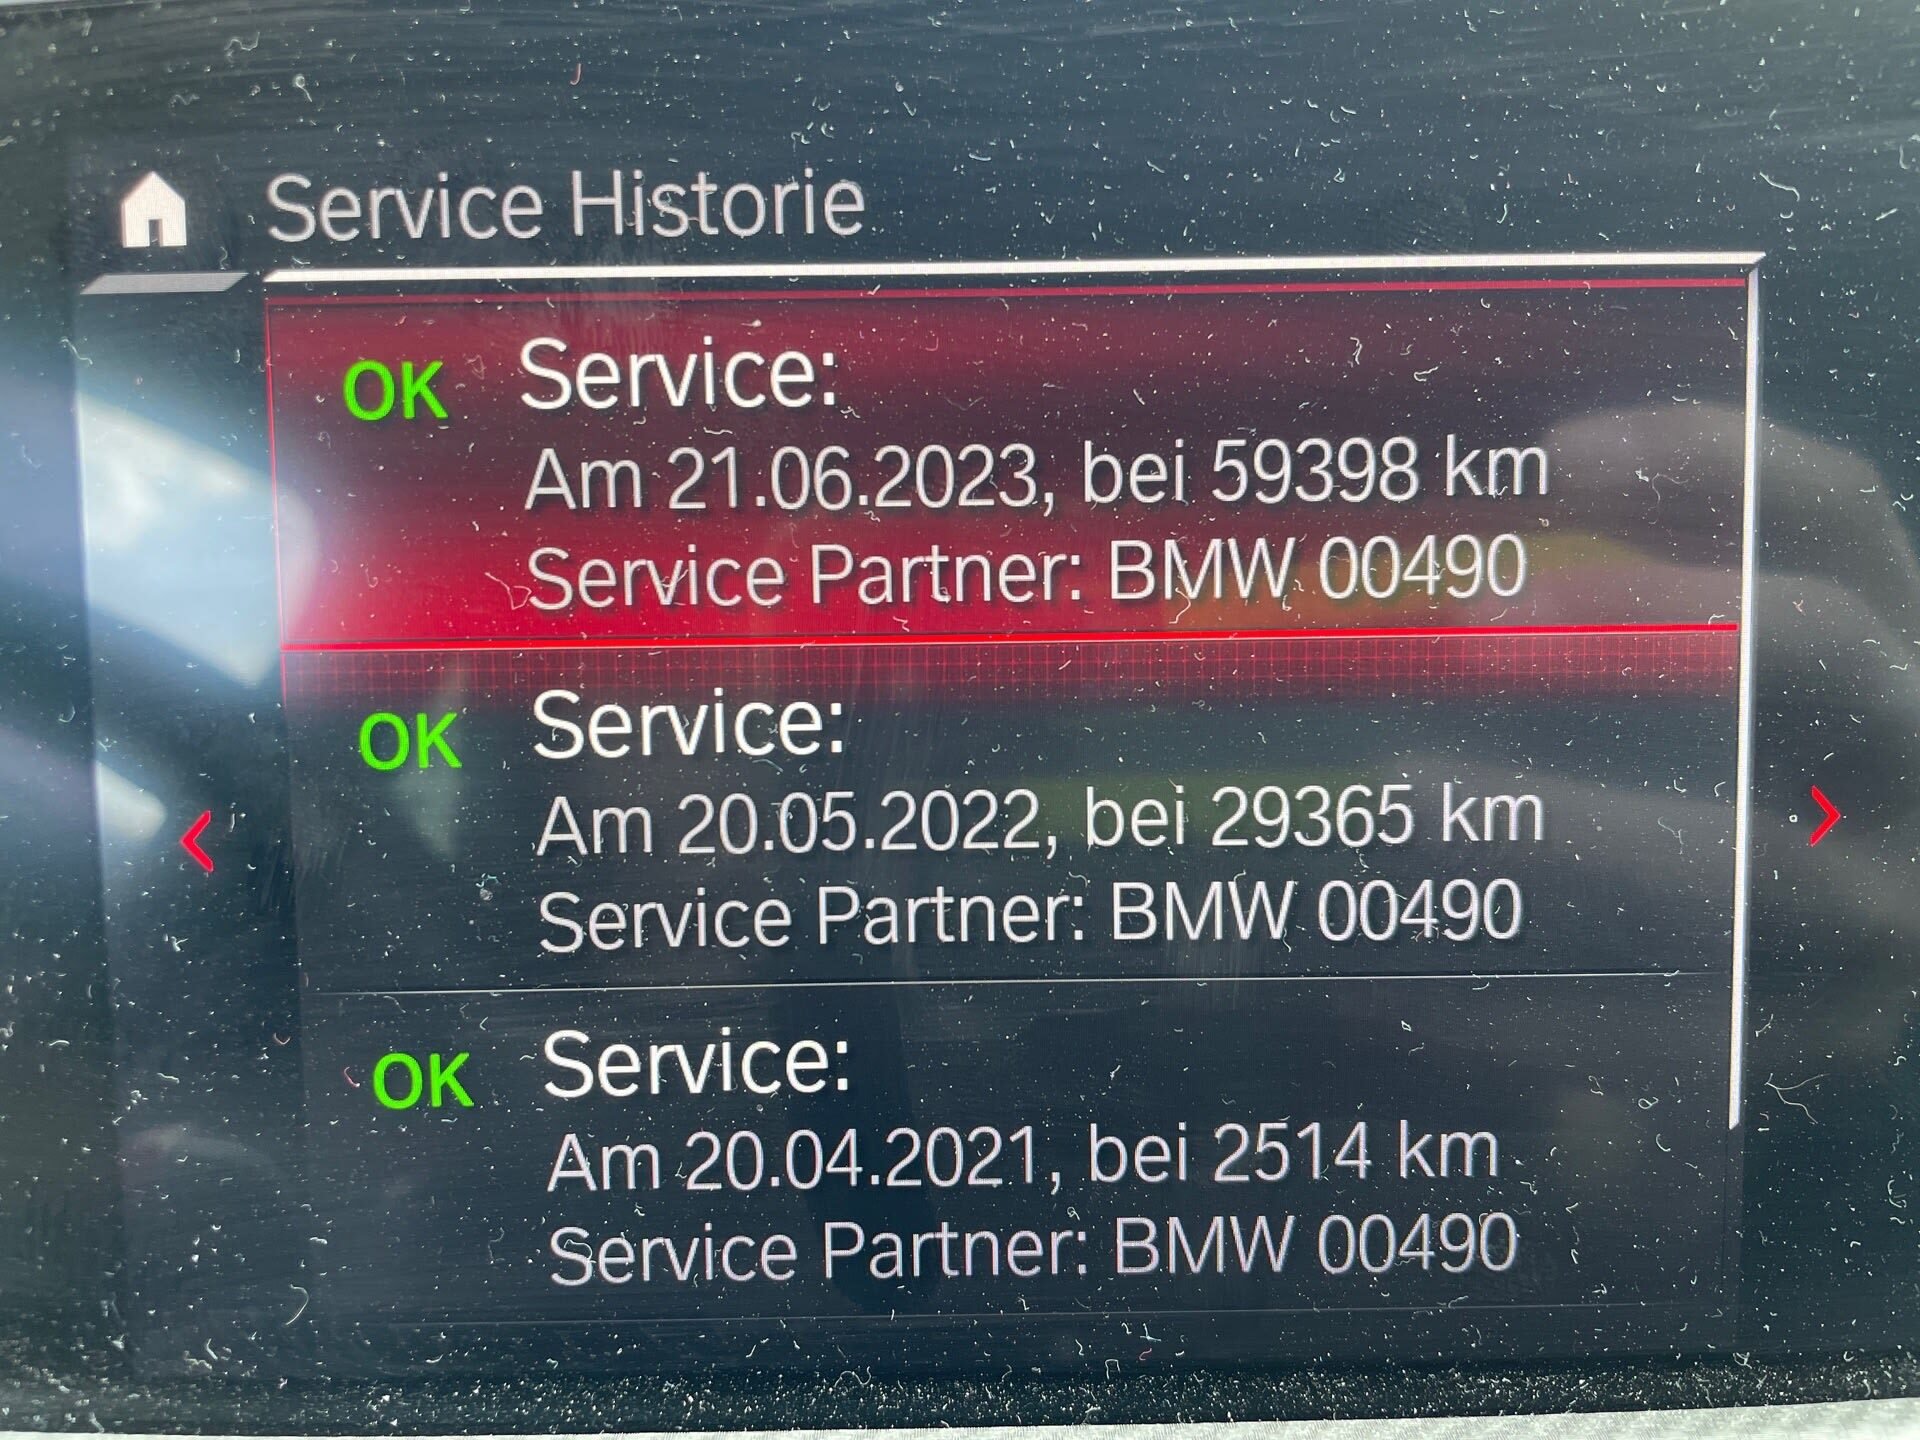 Service Historie
OK Service:
Am 21.06.2023, bei 59398 km
Service Partner: BMW 00490
OK Service:
Am 20.05.2022, bei 29365 km
Service Partner: BMW 00490
OK Service:
Am 20.04.2021, bei 2514 km
Service Partner: BMW 00490